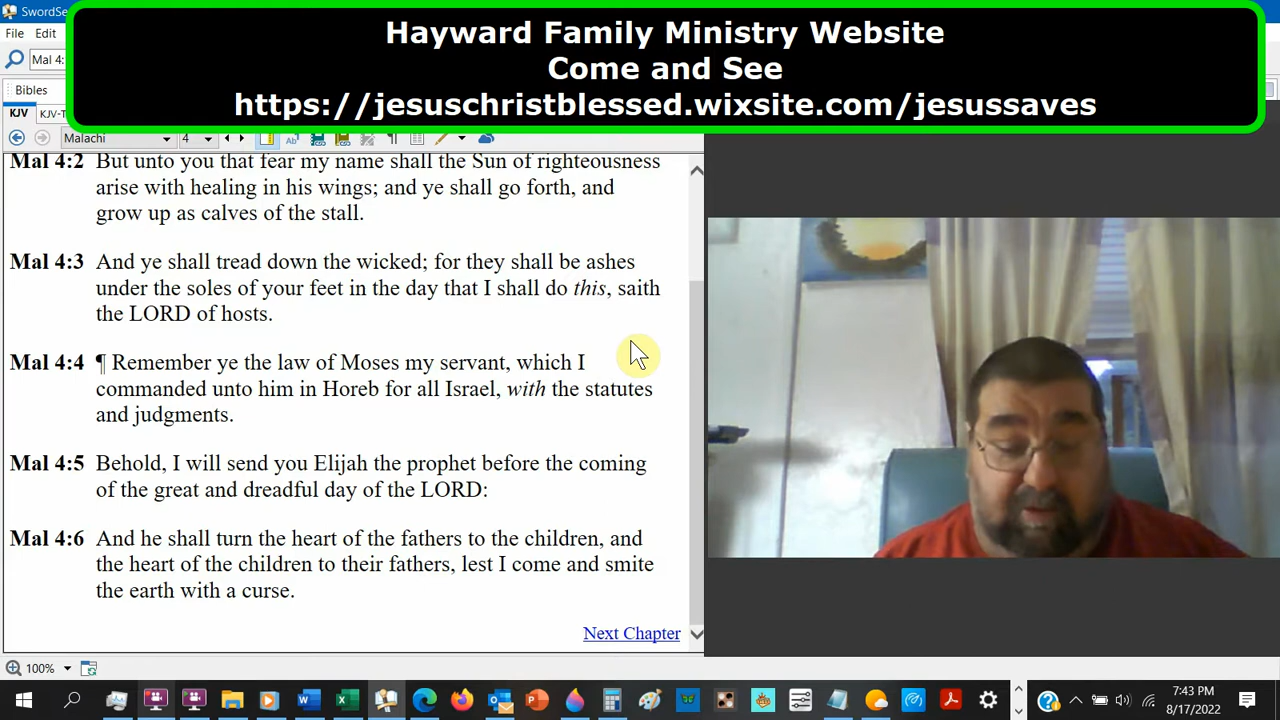 SwordSe
Hayward Family Ministry Website
Come and See
https://jesuschristblessed.wixsite.com/jesussaves
File Edit
Mal 4:
Bibles
KJV KJV-T
Malachi 4
Mal 4:2 But unto you that fear my name shall the Sun of righteousness
arise with healing in his wings; and ye shall go forth, and
grow up as calves of the stall.
Mal 4:3 And ye shall tread down the wicked; for they shall be ashes
under the soles of your feet in the day that I shall do this, saith
the LORD of hosts.
Mal 4:4 ¶ Remember ye the law of Moses my servant, which I
commanded unto him in Horeb for all Israel, with the statutes
and judgments.
Mal 4:5 Behold, I will send you Elijah the prophet before the coming
of the great and dreadful day of the LORD:
Mal 4:6 And he shall turn the heart of the fathers to the children, and
the heart of the children to their fathers, lest I come and smite
the earth with a curse.
Next Chapter
100%
7:43 PM
8/17/2022